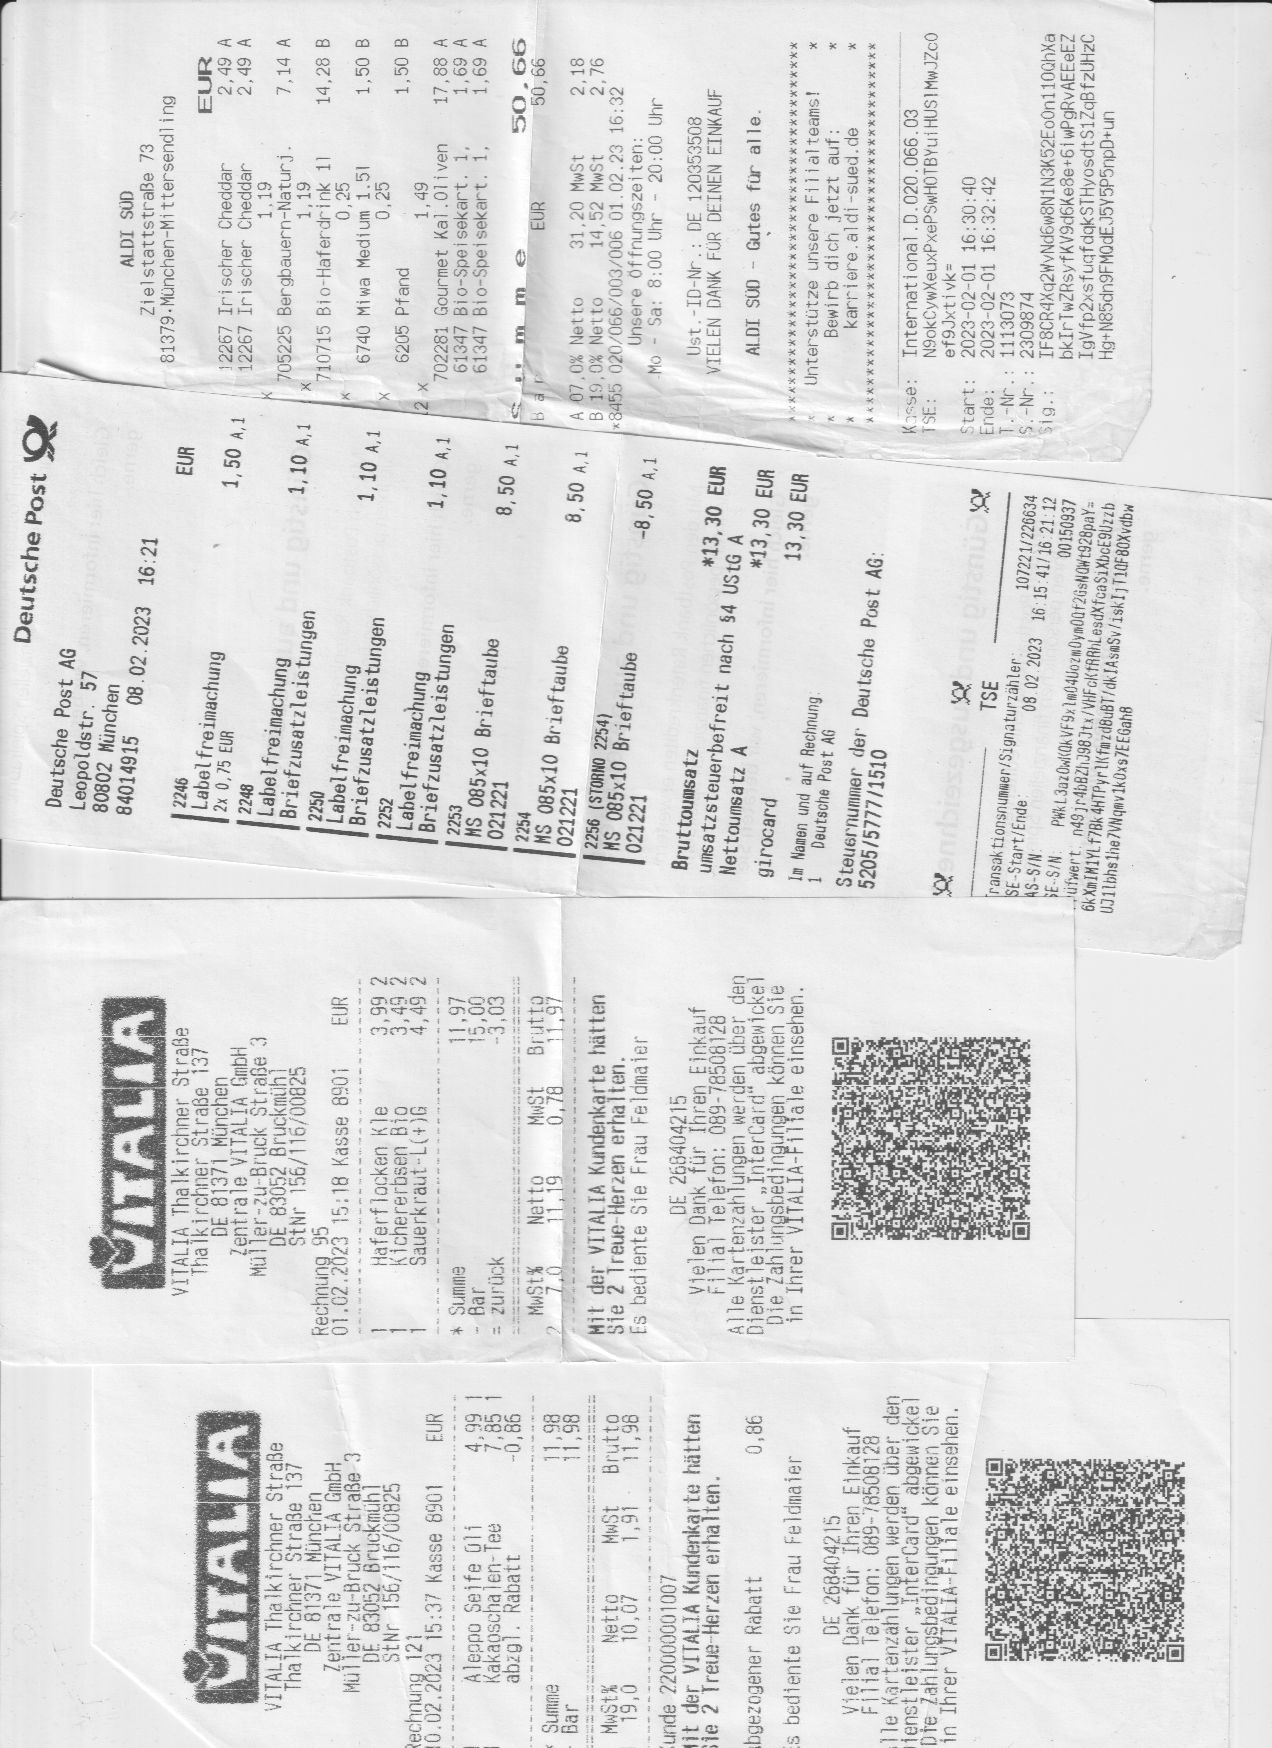 ALDI SÜD
Zielstattstraße 73
81379 München-Mittersendling
EUR
12267 Irischer Cheddar 2,49 A
12267 Irischer Cheddar 2,49 A
x 1,19
705225 Bergbauern-Naturj. 7,14 A
2 x 1,19
710715 Bio-Haferdrink 1l 14,28 B
x 0,25
6740 Miwa Medium 1,5l 1,50 B
x 0,25
6205 Pfand 1,50 B
2 x 1,49
702281 Gourmet Kal.Oliven 17,88 A
61347 Bio-Speisekart. 1, 1,69 A
61347 Bio-Speisekart. 1, 1,69 A
Summe 50,66
Bar EUR 50,66
A 07,0% Netto 31,20 MwSt 2,18
B 19,0% Netto 14,52 MwSt 2,76
*8455 020/066/003/006 01.02.23 16:32
Unsere Öffnungszeiten:
Mo - Sa: 8:00 Uhr - 20:00 Uhr
Ust.-ID-Nr.: DE 120353508
VIELEN DANK FÜR DEINEN EINKAUF
ALDI SÜD - Gutes für alle.
***********************************
* Unterstütze unsere Filialteams! *
* Bewirb dich jetzt auf: *
* karriere.aldi-sued.de *
***********************************
Kasse: International.D.020.066.03
TSE: N9okCywXeuxPxePSwHOTBYuiHUSlMwJZcO
ef9Jxtivk=
Start: 2023-02-01 16:30:40
Ende: 2023-02-01 16:32:42
T.-Nr.: 1113073
S.-Nr.: 2309874
Sig.: IF8CR4Xq2WvNd6w8N1N3K52Eo0n110QhXa
bkIrTwZRsyfkV9d6Ke8e+6iwPgRvAEEeEZ
IgVfp2xsfuqfdqKSTHyosdtS1ZqBfzUHzC
Hg+N85dn9FMQdEJ5Y5P5npD+un
Deutsche Post
Deutsche Post AG
Leopoldstr. 57
80802 München
84014915 08.02.2023 16:21
EUR
2246
Labelfreimachung 1,50 A,1
2x 0,75 EUR
2248
Labelfreimachung 1,10 A,1
Briefzusatzleistungen
2250
Labelfreimachung 1,10 A,1
Briefzusatzleistungen
2252
Labelfreimachung 1,10 A,1
Briefzusatzleistungen
2253
MS 085x10 Brieftaube 8,50 A,1
021221
2254
MS 085x10 Brieftaube 8,50 A,1
021221
2256 (STORNO 2254)
MS 085x10 Brieftaube -8,50 A,1
021221
Bruttoumsatz *13,30 EUR
umsatzsteuerbefreit nach §4 UStG A
Nettoumsatz A *13,30 EUR
girocard 13,30 EUR
Im Namen und auf Rechnung:
1 Deutsche Post AG
Steuernummer der Deutsche Post AG:
5205/5777/1510
TSE
Transaktionsnummer/Signaturzähler: 107221/226634
SE-Start/Ende: 08.02.2023 16:15:41/16:21:12
AS-S/N: 00150937
VITALIA
VITALIA Thalkirchner Straße
Thalkirchner Straße 137
DE 81371 München
Zentrale VITALIA GmbH
Müller-zu-Bruck Straße 3
DE 83052 Bruckmühl
StNr 156/116/00825
Rechnung 95
01.02.2023 15:18 Kasse 8901 EUR
1 Haferflocken Kle 3,99 2
1 Kichererbsen Bio 3,49 2
1 Sauerkraut-L(+)G 4,49 2
* Summe 11,97
- Bar 15,00
= zurück -3,03
MwSt% Netto MwSt Brutto
2 7,0 11,19 0,78 11,97
Mit der VITALIA Kundenkarte hätten
Sie 2 Treue-Herzen erhalten.
Es bediente Sie Frau Feldmaier
DE 268404215
Vielen Dank für Ihren Einkauf
Filial Telefon: 089-78508128
Alle Kartenzahlungen werden über den
Dienstleister „InterCard" abgewickel
Die Zahlungsbedingungen können Sie
in Ihrer VITALIA-Filiale einsehen.
VITALIA
VITALIA Thalkirchner Straße
Thalkirchner Straße 137
DE 81371 München
Zentrale VITALIA GmbH
Müller-zu-Bruck Straße 3
DE 83052 Bruckmühl
StNr 156/116/00825
Rechnung 121
10.02.2023 15:37 Kasse 8901 EUR
Aleppo Seife Oli 4,99 1
Kakaoschalen-Tee 7,85 1
abzgl. Rabatt -0,86
* Summe 11,98
Bar 11,98
MwSt% Netto MwSt Brutto
19,0 10,07 1,91 11,98
Kunde 2200000001007
Mit der VITALIA Kundenkarte hätten
Sie 2 Treue-Herzen erhalten.
abgezogener Rabatt 0,86
Es bediente Sie Frau Feldmaier
DE 268404215
Vielen Dank für Ihren Einkauf
Filial Telefon: 089-78508128
Alle Kartenzahlungen werden über den
Dienstleister „InterCard" abgewickel
Die Zahlungsbedingungen können Sie
in Ihrer VITALIA-Filiale einsehen.